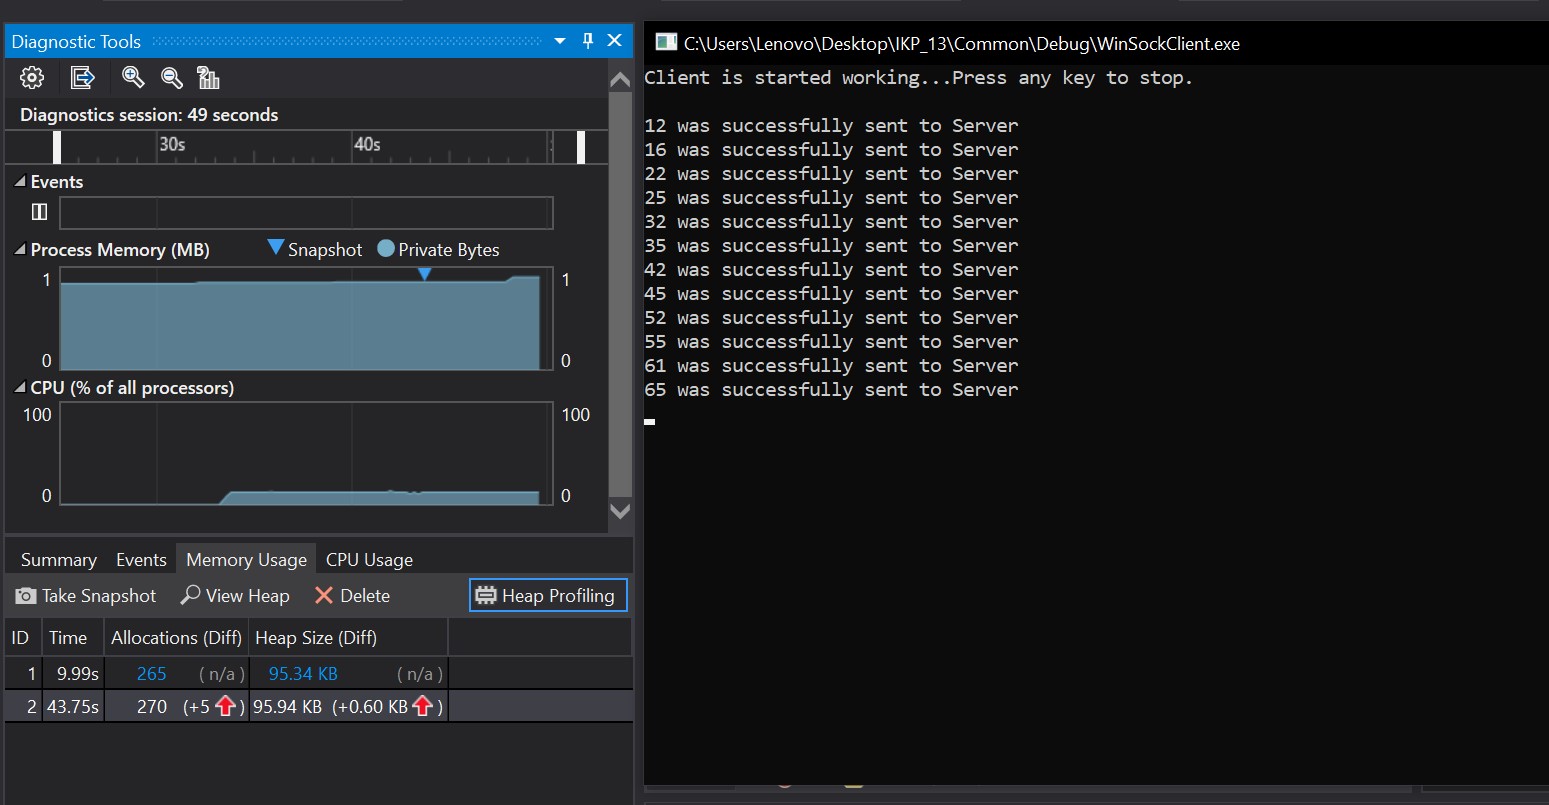 Diagnostic Tools
Diagnostics session: 49 seconds
30s 40s
Events
Process Memory (MB) Snapshot Private Bytes
1 1
0 0
CPU (% of all processors)
100 100
0 0
Summary Events Memory Usage CPU Usage
Take Snapshot View Heap Delete Heap Profiling
ID Time Allocations (Diff) Heap Size (Diff)
1 9.99s 265 (n/a) 95.34 KB (n/a)
2 43.75s 270 (+5 ) 95.94 KB (+0.60 KB )
C:\Users\Lenovo\Desktop\IKP_13\Common\Debug\WinSockClient.exe
Client is started working...Press any key to stop.
12 was successfully sent to Server
16 was successfully sent to Server
22 was successfully sent to Server
25 was successfully sent to Server
32 was successfully sent to Server
35 was successfully sent to Server
42 was successfully sent to Server
45 was successfully sent to Server
52 was successfully sent to Server
55 was successfully sent to Server
61 was successfully sent to Server
65 was successfully sent to Server